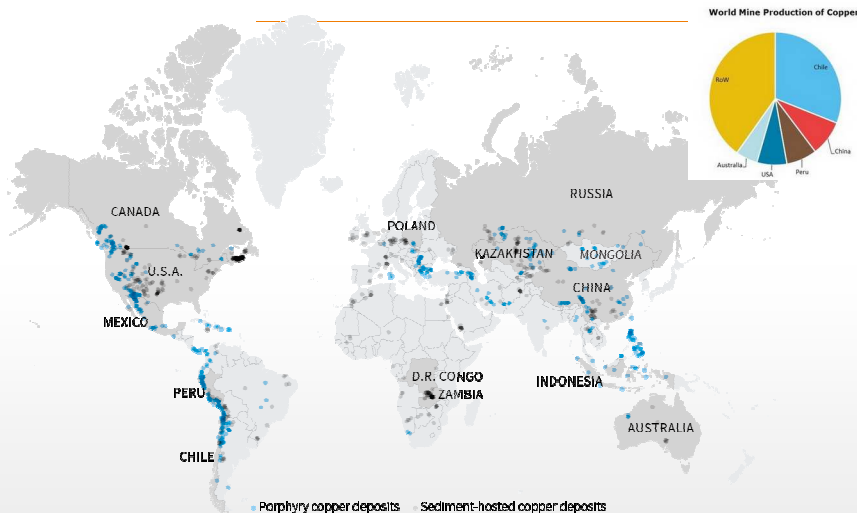 World Mine Production of Copper
RoW
Chile
China
Peru
USA
Australia
CANADA
U.S.A.
MEXICO
PERU
CHILE
POLAND
RUSSIA
KAZAKHSTAN
MONGOLIA
CHINA
D.R. CONGO
ZAMBIA
INDONESIA
AUSTRALIA
Porphyry copper deposits
Sediment-hosted copper deposits